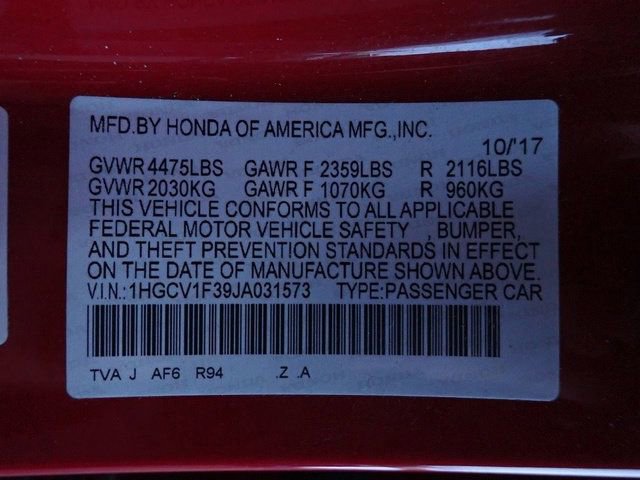 MFD.BY HONDA OF AMERICA MFG.,INC.
10/'17
GVWR 4475LBS GAWR F 2359LBS R 2116LBS
GVWR 2030KG GAWR F 1070KG R 960KG
THIS VEHICLE CONFORMS TO ALL APPLICABLE
FEDERAL MOTOR VEHICLE SAFETY , BUMPER,
AND THEFT PREVENTION STANDARDS IN EFFECT
ON THE DATE OF MANUFACTURE SHOWN ABOVE.
V.I.N.:1HGCV1F39JA031573 TYPE:PASSENGER CAR
TVA J AF6 R94 .Z .A